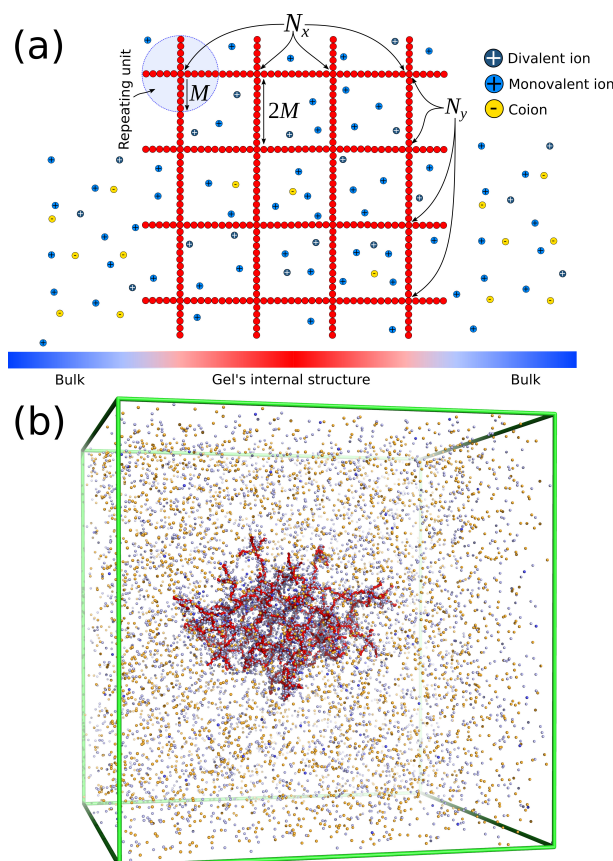 (a)
Nx
Divalent ion
Monovalent ion
Coion
Repeating unit
M
2M
Ny
Bulk
Gel's internal structure
Bulk
(b)